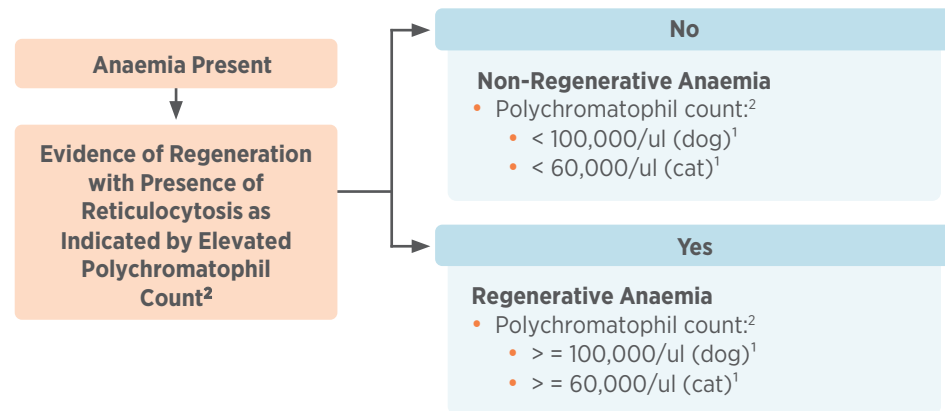 Anaemia Present
Evidence of Regeneration
with Presence of
Reticulocytosis as
Indicated by Elevated
Polychromatophil
Count²
No
Non-Regenerative Anaemia
• Polychromatophil count:²
• < 100,000/ul (dog)¹
• < 60,000/ul (cat)¹
Yes
Regenerative Anaemia
• Polychromatophil count:²
• > = 100,000/ul (dog)¹
• > = 60,000/ul (cat)¹